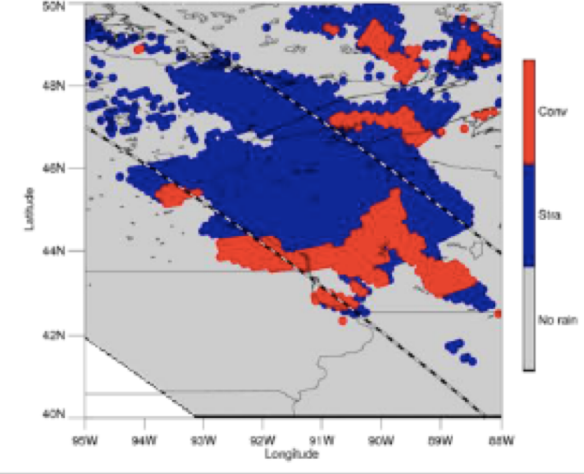 50N
48N
46N
44N
42N
40N
Latitude
95W 94W 93W 92W 91W 90W 89W 88W
Longitude
Conv
Stra
No rain